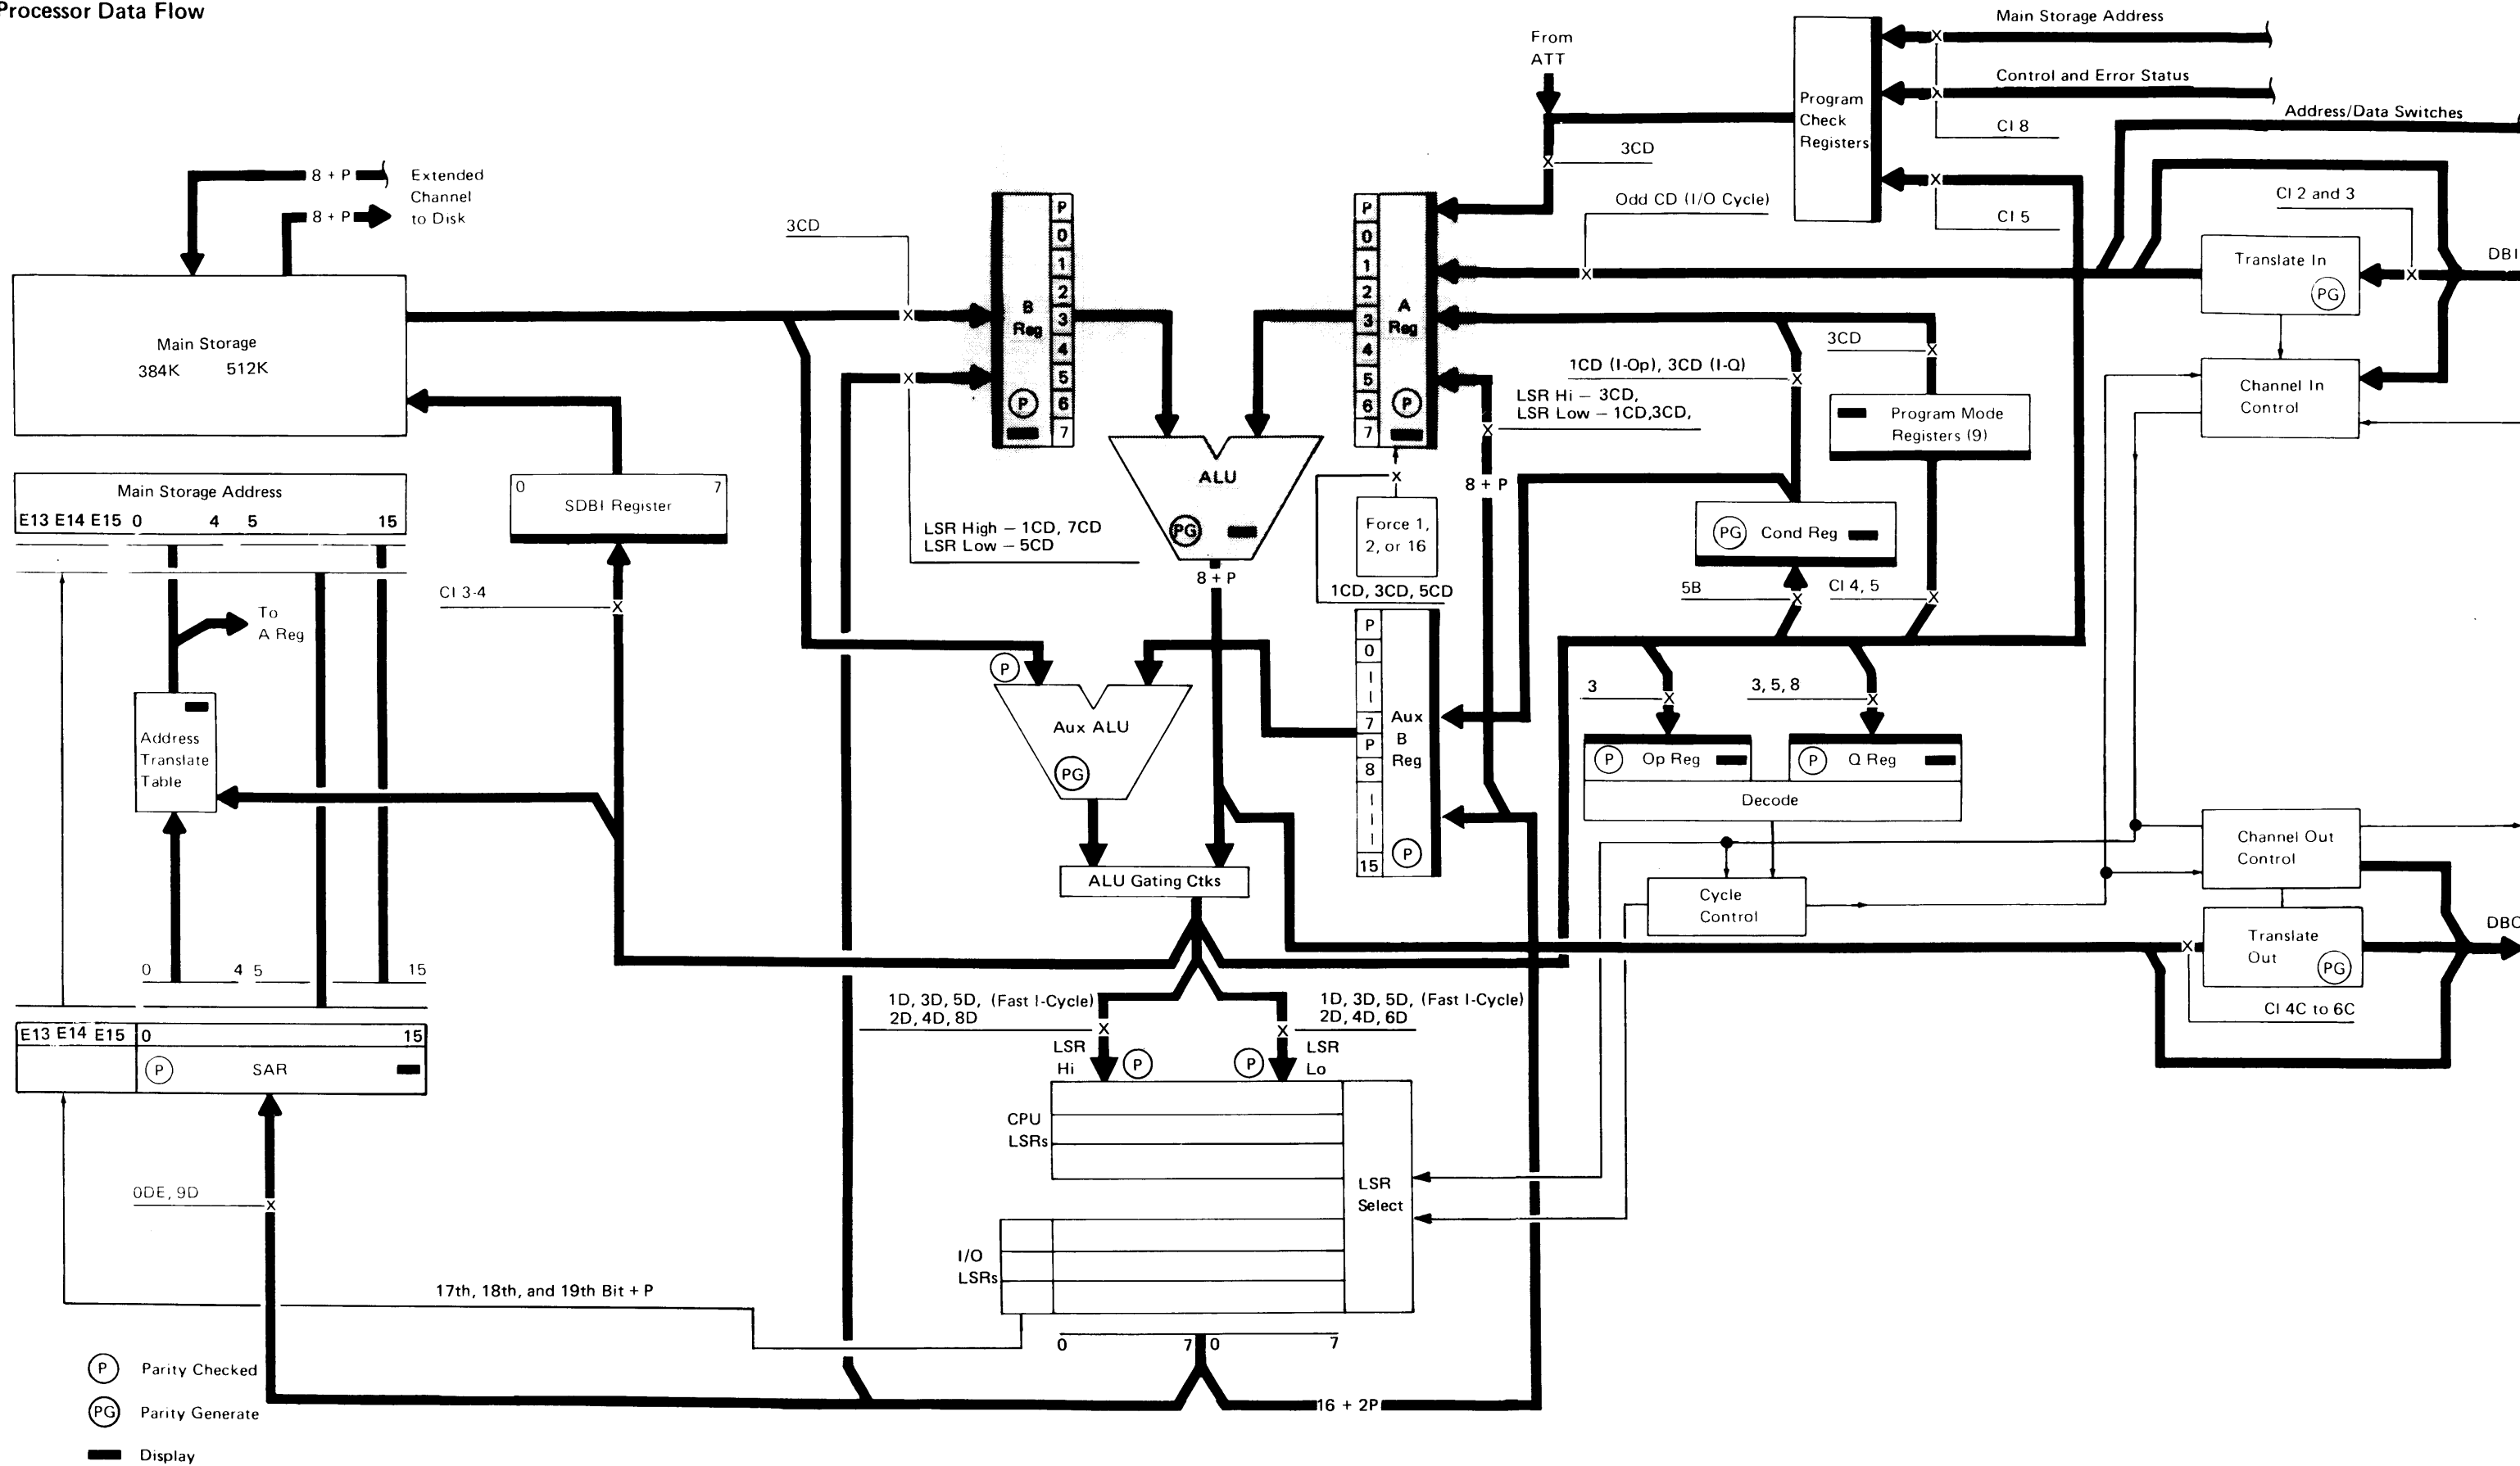 Processor Data Flow
Main Storage Address
Control and Error Status
CI 8
Address/Data Switches
Program
Check
Registers
CI 5
From
ATT
3CD
Odd CD (I/O Cycle)
CI 2 and 3
Translate In
PG
DBI
Channel In
Control
8 + P
Extended
Channel
to Disk
8 + P
Main Storage
384K 512K
3CD
B
Reg
P
P
0
1
2
3
4
5
6
7
P
0
1
2
3
4
5
6
7
A
Reg
P
1CD (I-Op), 3CD (I-Q)
LSR Hi – 3CD,
LSR Low – 1CD,3CD,
8 + P
3CD
Program Mode
Registers (9)
Main Storage Address
E13 E14 E15 0 4 5 15
0 7
SDBI Register
LSR High – 1CD, 7CD
LSR Low – 5CD
ALU
PG
8 + P
Force 1,
2, or 16
1CD, 3CD, 5CD
PG Cond Reg
5B
CI 4, 5
CI 3-4
To
A Reg
Address
Translate
Table
P
Aux ALU
PG
P
0
7
P
8
15
Aux
B
Reg
P
3
3, 5, 8
P Op Reg
P Q Reg
Decode
ALU Gating Ctks
Cycle
Control
Channel Out
Control
Translate
Out
PG
DBO
CI 4C to 6C
0 4 5 15
E13 E14 E15 0 15
P SAR
1D, 3D, 5D, (Fast I-Cycle)
2D, 4D, 8D
1D, 3D, 5D, (Fast I-Cycle)
2D, 4D, 6D
LSR
Hi
P
P
LSR
Lo
CPU
LSRs
LSR
Select
I/O
LSRs
0DE, 9D
17th, 18th, and 19th Bit + P
0 7 0 7
16 + 2P
P Parity Checked
PG Parity Generate
Display